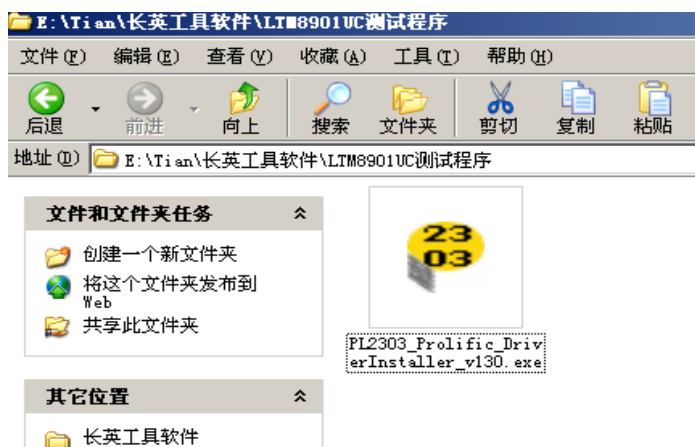 E:\Tian\长英工具软件\LTM8901UC测试程序
文件(F) 编辑(E) 查看(V) 收藏(A) 工具(T) 帮助(H)
后退 前进 向上 搜索 文件夹 剪切 复制 粘贴
地址(D) E:\Tian\长英工具软件\LTM8901UC测试程序
文件和文件夹任务
创建一个新文件夹
将这个文件夹发布到
Web
共享此文件夹
23
03
PL2303_Prolific_Driv
erInstaller_v130.exe
其它位置
长英工具软件